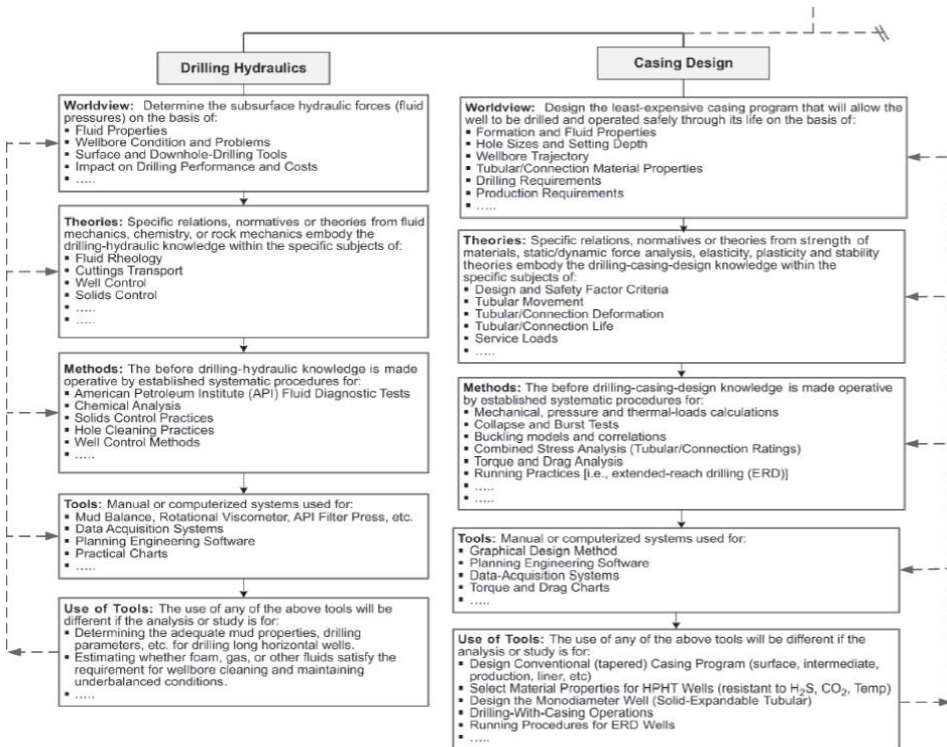 Drilling Hydraulics
Worldview: Determine the subsurface hydraulic forces (fluid
pressures) on the basis of:
▪ Fluid Properties
▪ Wellbore Condition and Problems
▪ Surface and Downhole-Drilling Tools
▪ Impact on Drilling Performance and Costs
▪ .....
Theories: Specific relations, normatives or theories from fluid
mechanics, chemistry, or rock mechanics embody the
drilling-hydraulic knowledge within the specific subjects of:
▪ Fluid Rheology
▪ Cuttings Transport
▪ Well Control
▪ Solids Control
▪ .....
▪ .....
Methods: The before drilling-hydraulic knowledge is made
operative by established systematic procedures for:
▪ American Petroleum Institute (API) Fluid Diagnostic Tests
▪ Chemical Analysis
▪ Solids Control Practices
▪ Hole Cleaning Practices
▪ Well Control Methods
▪ .....
Tools: Manual or computerized systems used for:
▪ Mud Balance, Rotational Viscometer, API Filter Press, etc.
▪ Data Acquisition Systems
▪ Planning Engineering Software
▪ Practical Charts
▪ .....
Use of Tools: The use of any of the above tools will be
different if the analysis or study is for:
▪ Determining the adequate mud properties, drilling
parameters, etc. for drilling long horizontal wells.
▪ Estimating whether foam, gas, or other fluids satisfy the
requirement for wellbore cleaning and maintaining
underbalanced conditions.
▪ .....
Casing Design
Worldview: Design the least-expensive casing program that will allow the
well to be drilled and operated safely through its life on the basis of:
▪ Formation and Fluid Properties
▪ Hole Sizes and Setting Depth
▪ Wellbore Trajectory
▪ Tubular/Connection Material Properties
▪ Drilling Requirements
▪ Production Requirements
▪ .....
Theories: Specific relations, normatives or theories from strength of
materials, static/dynamic force analysis, elasticity, plasticity and stability
theories embody the drilling-casing-design knowledge within the
specific subjects of:
▪ Design and Safety Factor Criteria
▪ Tubular Movement
▪ Tubular/Connection Deformation
▪ Tubular/Connection Life
▪ Service Loads
▪ .....
Methods: The before drilling-casing-design knowledge is made operative
by established systematic procedures for:
▪ Mechanical, pressure and thermal-loads calculations
▪ Collapse and Burst Tests
▪ Buckling models and correlations
▪ Combined Stress Analysis (Tubular/Connection Ratings)
▪ Torque and Drag Analysis
▪ Running Practices [i.e., extended-reach drilling (ERD)]
▪ .....
▪ .....
Tools: Manual or computerized systems used for:
▪ Graphical Design Method
▪ Planning Engineering Software
▪ Data-Acquisition Systems
▪ Torque and Drag Charts
▪ .....
Use of Tools: The use of any of the above tools will be different if the
analysis or study is for:
▪ Design Conventional (tapered) Casing Program (surface, intermediate,
production, liner, etc)
▪ Select Material Properties for HPHT Wells (resistant to H₂S, CO₂, Temp)
▪ Design the Monodiameter Well (Solid-Expandable Tubular)
▪ Drilling-With-Casing Operations
▪ Running Procedures for ERD Wells
▪ .....